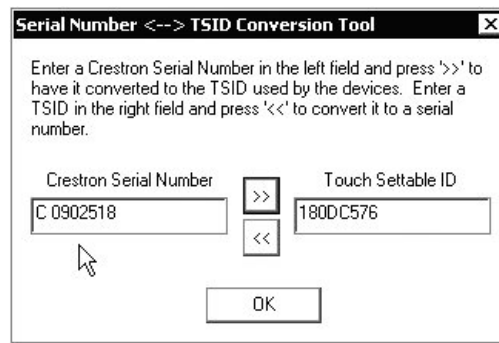 Serial Number <--> TSID Conversion Tool
Enter a Crestron Serial Number in the left field and press '>>' to
have it converted to the TSID used by the devices. Enter a
TSID in the right field and press '<<' to convert it to a serial
number.
Crestron Serial Number
Touch Settable ID
C 0902518
>>
180DC576
<<
OK